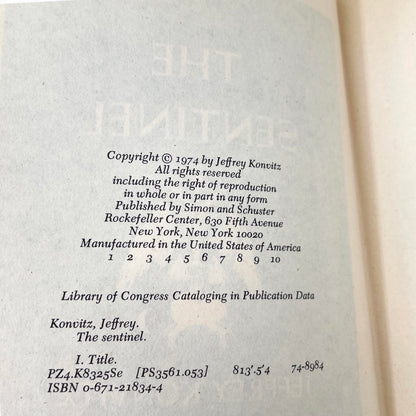 THE
SENTINEL
Copyright © 1974 by Jeffrey Konvitz
All rights reserved
including the right of reproduction
in whole or in part in any form
Published by Simon and Schuster
Rockefeller Center, 630 Fifth Avenue
New York, New York 10020
Manufactured in the United States of America
1 2 3 4 5 6 7 8 9 10
Library of Congress Cataloging in Publication Data
Konvitz, Jeffrey.
The sentinel.
I. Title.
PZ4.K8325Se [PS3561.053] 813'.5'4 74-8984
ISBN 0-671-21834-4